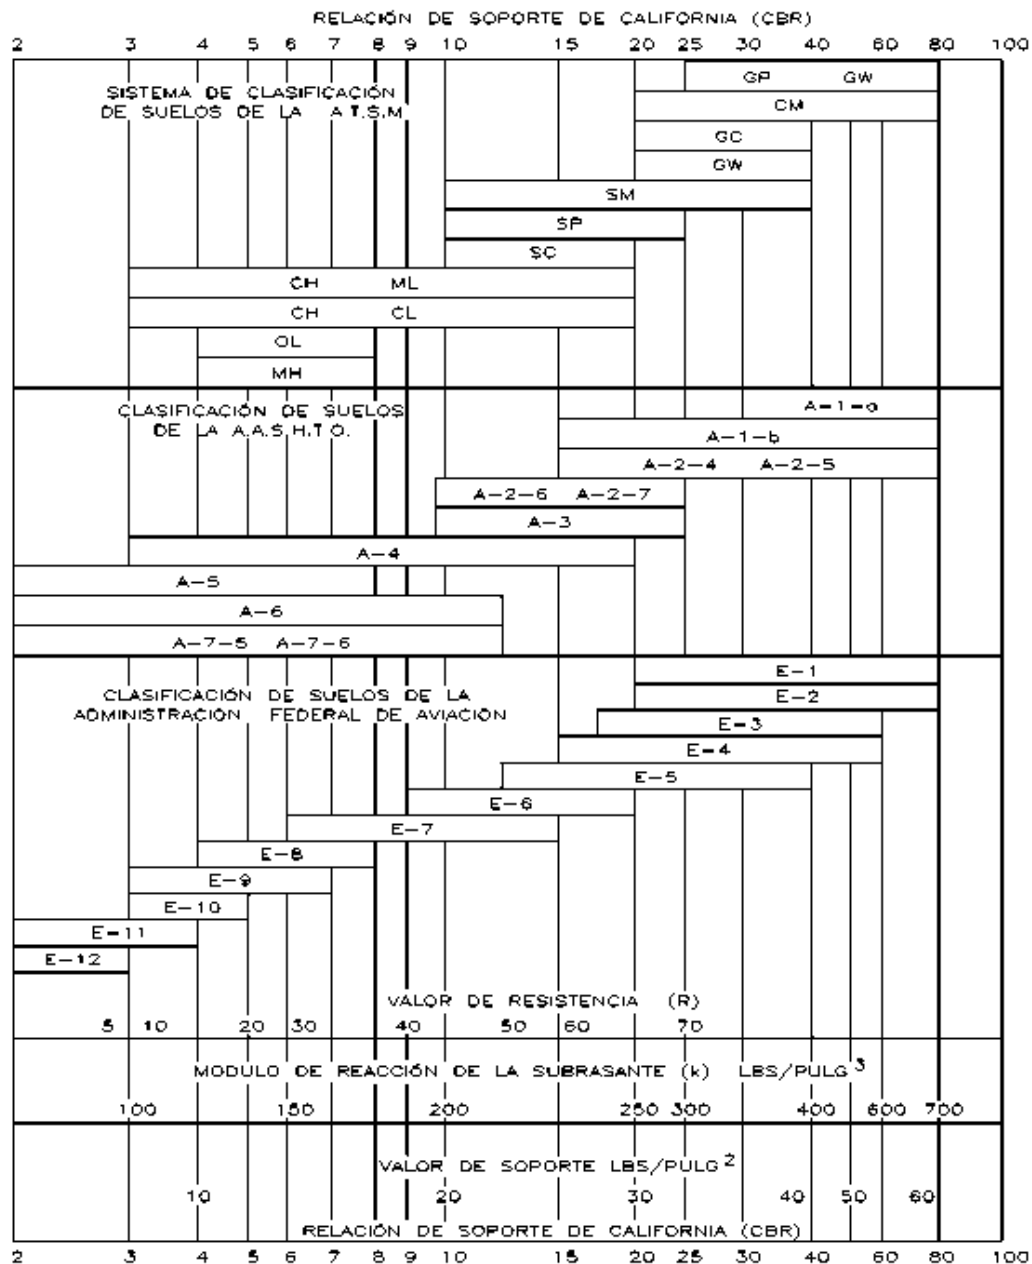 RELACIÓN DE SOPORTE DE CALIFORNIA (CBR)
2 3 4 5 6 7 8 9 10 15 20 25 30 40 60 80 100
SISTEMA DE CLASIFICACIÓN
DE SUELOS DE LA A T.S.M
GP GW
CM
GC
GW
SM
SP
SC
CH ML
CH CL
OL
MH
CLASIFICACIÓN DE SUELOS
DE LA A.A.S.H.T O.
A-1-a
A-1-b
A-2-4 A-2-5
A-2-6 A-2-7
A-3
A-4
A-5
A-6
A-7-5 A-7-6
CLASIFICACIÓN DE SUELOS DE LA
ADMINISTRACION FEDERAL DE AVIACIÓN
E-1
E-2
E-3
E-4
E-5
E-6
E-7
E-8
E-9
E-10
E-11
E-12
VALOR DE RESISTENCIA (R)
5 10 20 30 40 50 60 70
MODULO DE REACCIÓN DE LA SUBRASANTE (k) LBS/PULG 3
100 150 200 250 300 400 600 700
VALOR DE SOPORTE LBS/PULG 2
10 20 30 40 50 60
RELACIÓN DE SOPORTE DE CALIFORNIA (CBR)
2 3 4 5 6 7 8 9 10 15 20 25 30 40 60 80 100